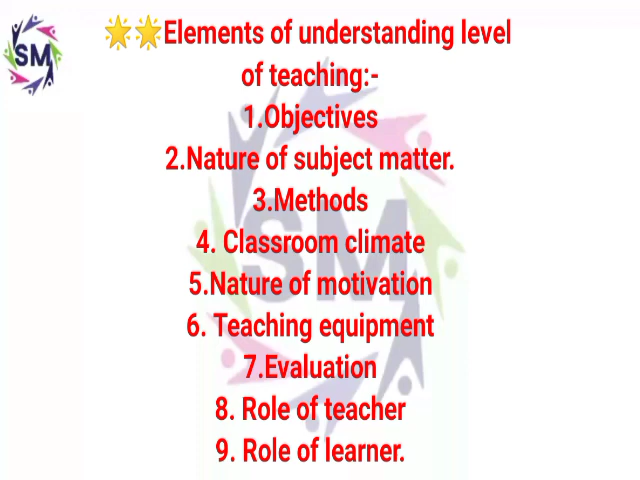 SM
🌟🌟Elements of understanding level
of teaching:-
1.Objectives
2.Nature of subject matter.
3.Methods
4. Classroom climate
5.Nature of motivation
6. Teaching equipment
7.Evaluation
8. Role of teacher
9. Role of learner.
SM